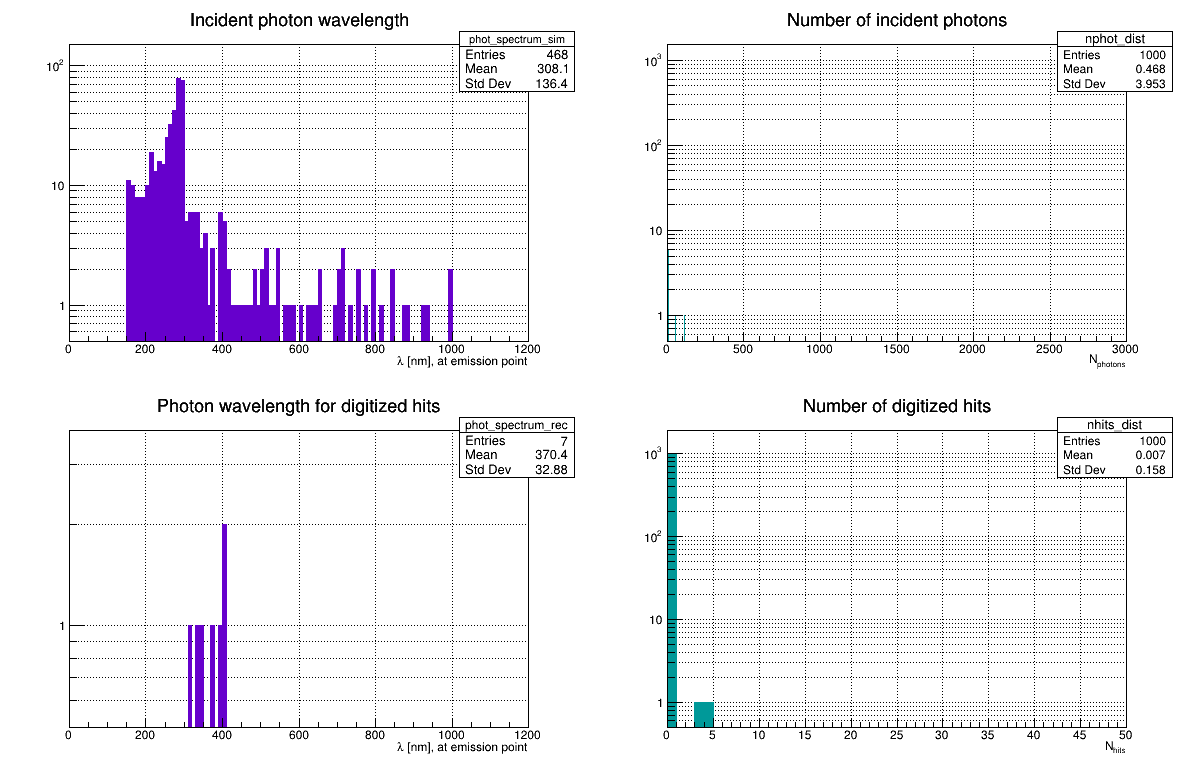 Incident photon wavelength
phot_spectrum_sim
Entries 468
Mean 308.1
Std Dev 136.4
10²
10
1
0 200 400 600 800 1000 1200
λ [nm], at emission point
Number of incident photons
nphot_dist
Entries 1000
Mean 0.468
Std Dev 3.953
10³
10²
10
1
0 500 1000 1500 2000 2500 3000
N_photons
Photon wavelength for digitized hits
phot_spectrum_rec
Entries 7
Mean 370.4
Std Dev 32.88
1
0 200 400 600 800 1000 1200
λ [nm], at emission point
Number of digitized hits
nhits_dist
Entries 1000
Mean 0.007
Std Dev 0.158
10³
10²
10
1
0 5 10 15 20 25 30 35 40 45 50
N_hits